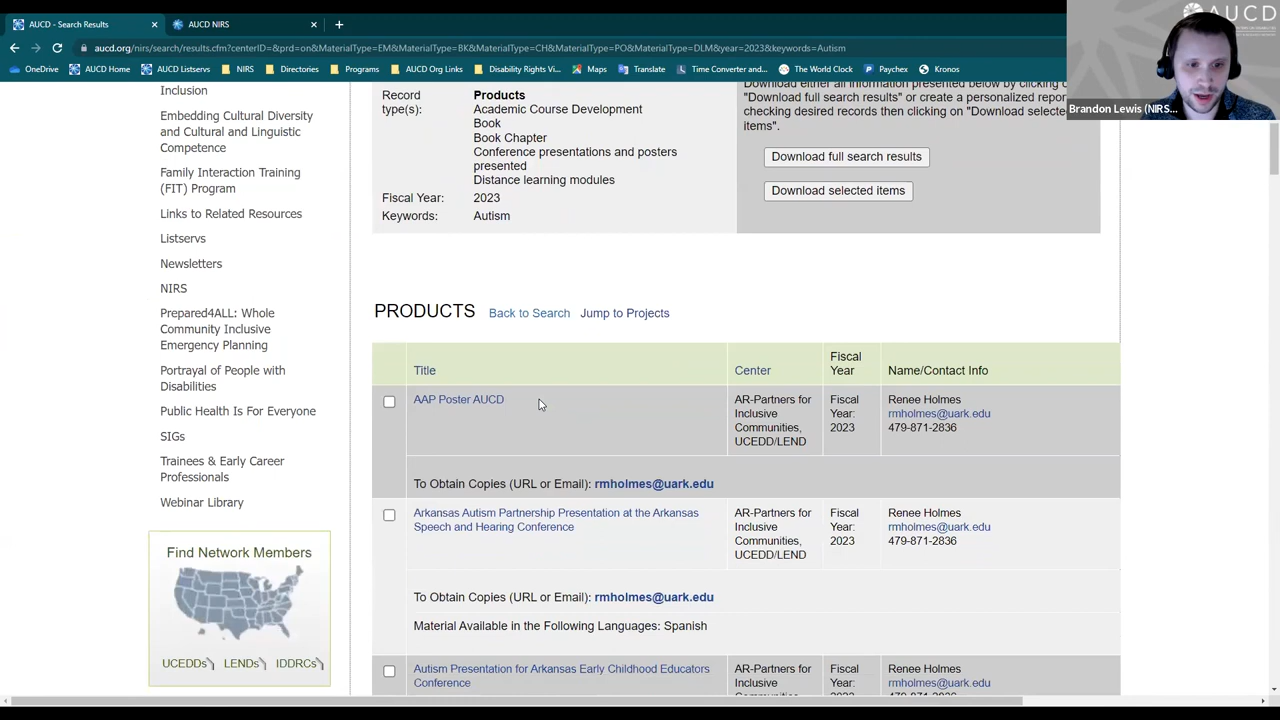 AUCD - Search Results
AUCD NIRS
aucd.org/nirs/search/results.cfm?centerID=&prd=on&MaterialType=EM&MaterialType=BK&MaterialType=CH&MaterialType=PO&MaterialType=DLM&year=2023&keywords=Autism
OneDrive
AUCD Home
AUCD Listservs
NIRS
Directories
Programs
AUCD Org Links
Disability Rights Vi...
Maps
Translate
Time Converter and...
The World Clock
Paychex
Kronos
AUCD
Brandon Lewis (NIRS...
Inclusion
Embedding Cultural Diversity
and Cultural and Linguistic
Competence
Family Interaction Training
(FIT) Program
Links to Related Resources
Listservs
Newsletters
NIRS
Prepared4ALL: Whole
Community Inclusive
Emergency Planning
Portrayal of People with
Disabilities
Public Health Is For Everyone
SIGs
Trainees & Early Career
Professionals
Webinar Library
Find Network Members
UCEDDs
LENDs
IDDRCs
Record
type(s):
Products
Academic Course Development
Book
Book Chapter
Conference presentations and posters
presented
Distance learning modules
Fiscal Year:
2023
Keywords:
Autism
Download either all information presented below by clicking
"Download full search results" or create a personalized repor
checking desired records then clicking on "Download selecte
items".
Download full search results
Download selected items
PRODUCTS
Back to Search
Jump to Projects
Title
Center
Fiscal
Year
Name/Contact Info
AAP Poster AUCD
AR-Partners for
Inclusive
Communities,
UCEDD/LEND
Fiscal
Year:
2023
Renee Holmes
rmholmes@uark.edu
479-871-2836
To Obtain Copies (URL or Email): rmholmes@uark.edu
Arkansas Autism Partnership Presentation at the Arkansas
Speech and Hearing Conference
AR-Partners for
Inclusive
Communities,
UCEDD/LEND
Fiscal
Year:
2023
Renee Holmes
rmholmes@uark.edu
479-871-2836
To Obtain Copies (URL or Email): rmholmes@uark.edu
Material Available in the Following Languages: Spanish
Autism Presentation for Arkansas Early Childhood Educators
Conference
AR-Partners for
Inclusive
Fiscal
Year:
Renee Holmes
rmholmes@uark.edu